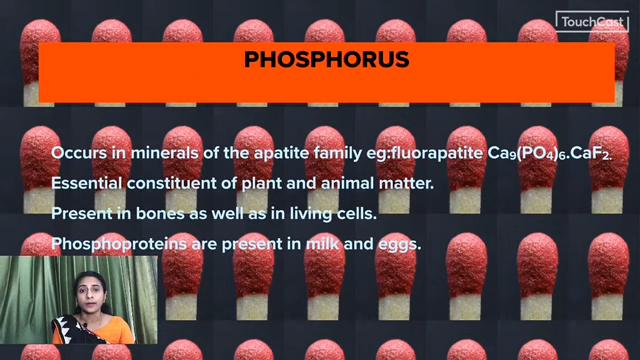 TouchCast
PHOSPHORUS
Occurs in minerals of the apatite family eg:fluorapatite Ca₉(PO₄)₆.CaF₂.
Essential constituent of plant and animal matter.
Present in bones as well as in living cells.
Phosphoproteins are present in milk and eggs.